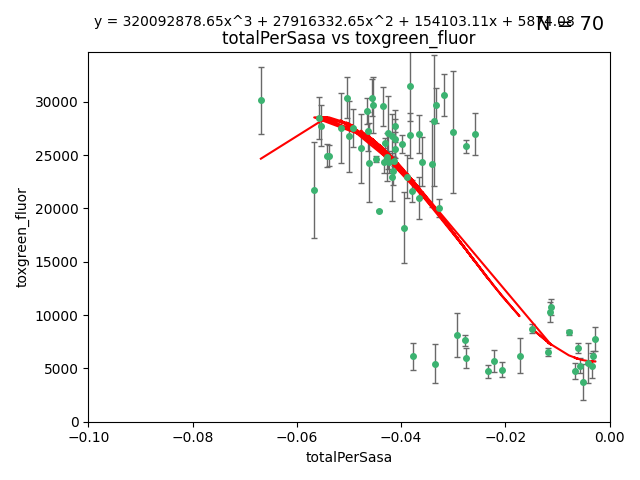 y = 320092878.65x^3 + 27916332.65x^2 + 154103.11x + 5874.08
N = 70
totalPerSasa vs toxgreen_fluor
toxgreen_fluor
30000
25000
20000
15000
10000
5000
0
−0.10 −0.08 −0.06 −0.04 −0.02 0.00
totalPerSasa